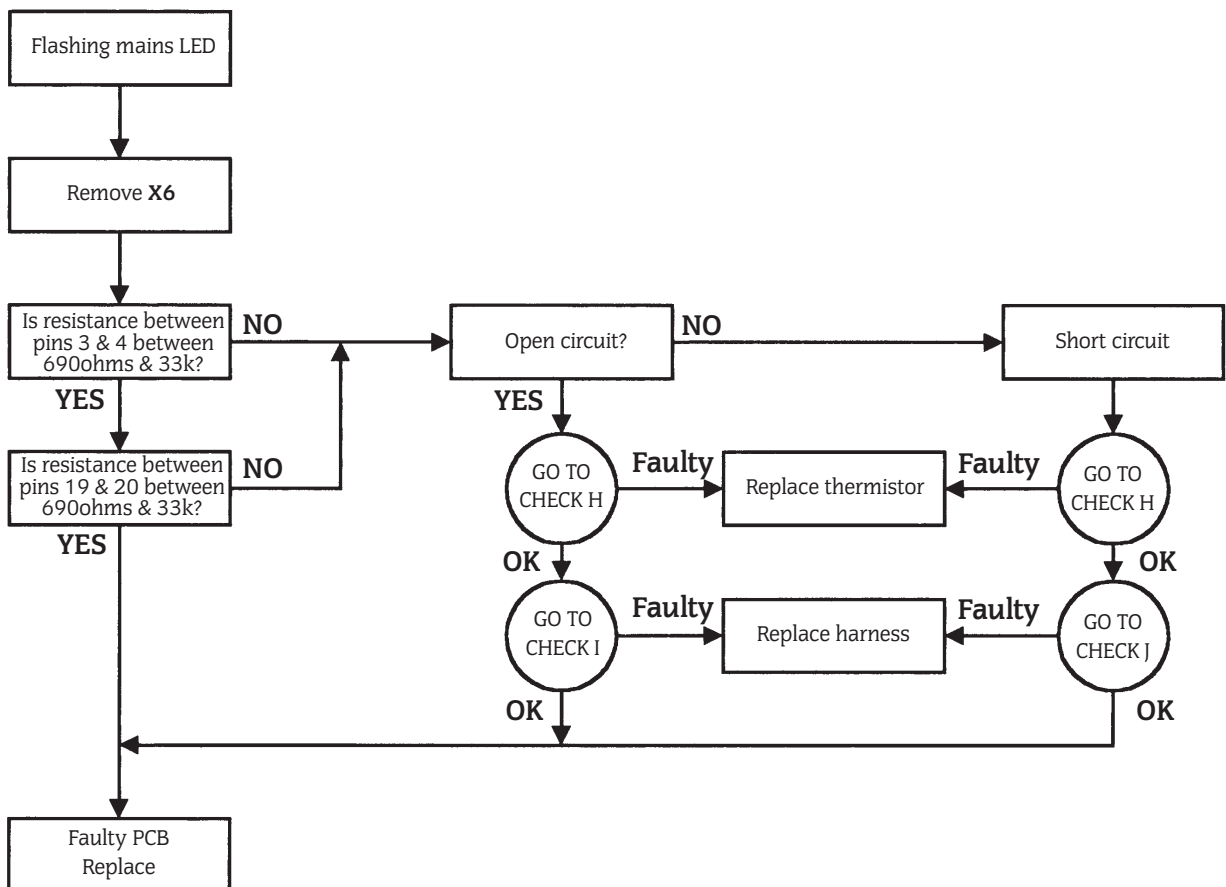 Flashing mains LED
Remove X6
Is resistance between
pins 3 & 4 between
690ohms & 33k?
NO
YES
Is resistance between
pins 19 & 20 between
690ohms & 33k?
NO
YES
Open circuit?
NO
YES
Short circuit
GO TO
CHECK H
Faulty
Replace thermistor
Faulty
GO TO
CHECK H
OK
OK
GO TO
CHECK I
Faulty
Replace harness
Faulty
GO TO
CHECK J
OK
OK
Faulty PCB
Replace